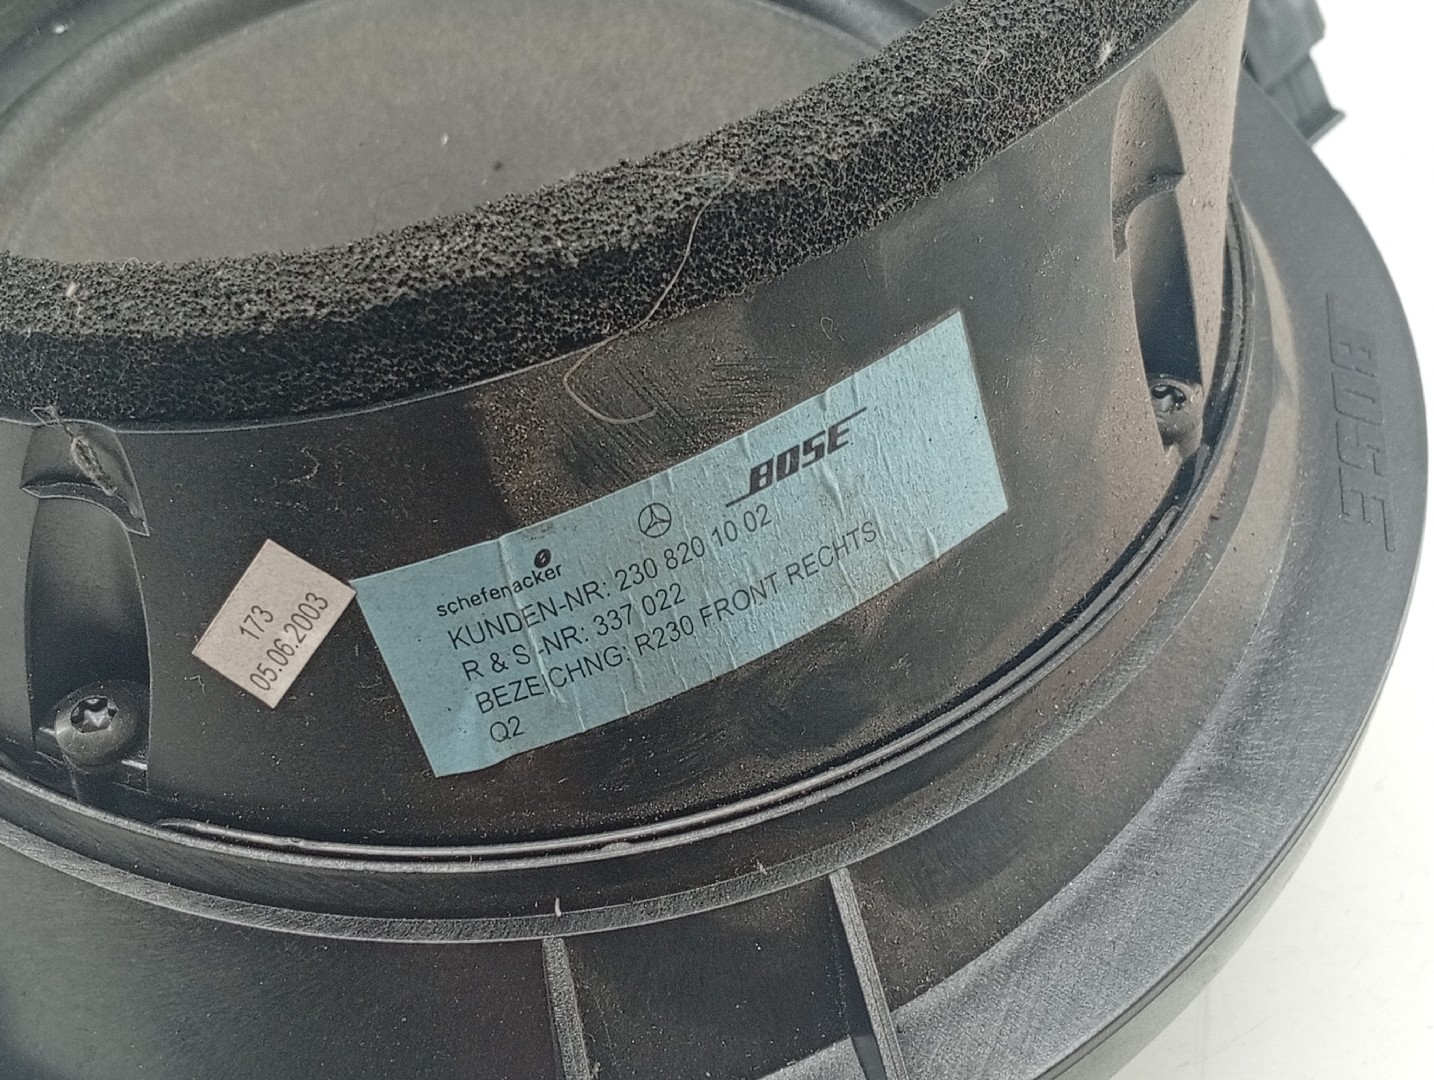 BOSE
schefenacker
KUNDEN-NR: 230 820 10 02
R & S-NR: 337 022
BEZEICHNG: R230 FRONT RECHTS
Q2
173
05.06.2003
BOSE